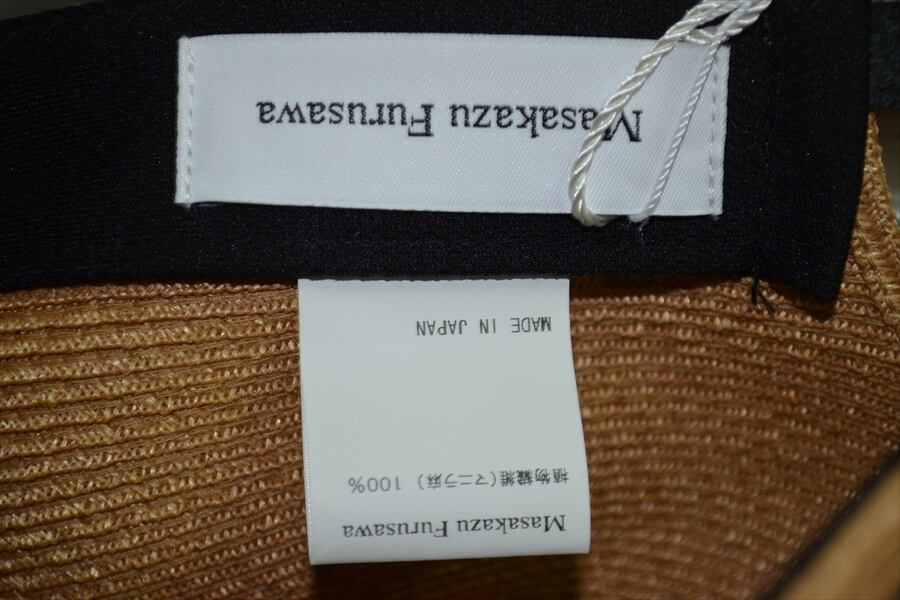 Masakazu Furusawa
Masakazu Furusawa
植物繊維(マニラ麻) 100%
MADE IN JAPAN